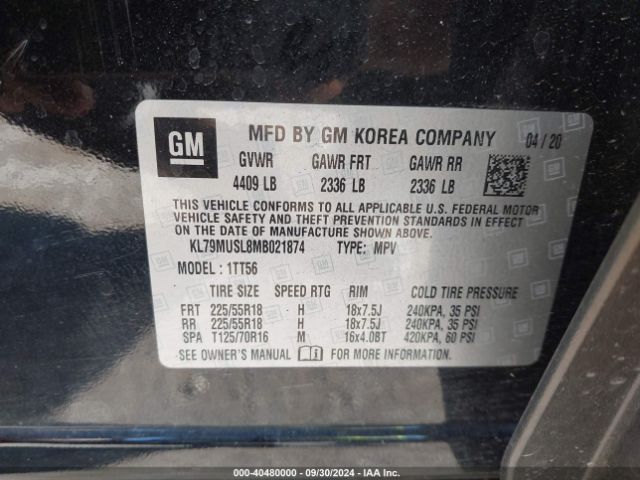 GM MFD BY GM KOREA COMPANY 04 / 20
GVWR GAWR FRT GAWR RR
4409 LB 2336 LB 2336 LB
THIS VEHICLE CONFORMS TO ALL APPLICABLE U.S. FEDERAL MOTOR
VEHICLE SAFETY AND THEFT PREVENTION STANDARDS IN EFFECT
ON THE DATE OF MANUFACTURE SHOWN ABOVE.
KL79MUSL8MB021874 TYPE: MPV
MODEL: 1TT56
TIRE SIZE SPEED RTG RIM COLD TIRE PRESSURE
FRT 225/55R18 H 18x7.5J 240KPA, 35 PSI
RR 225/55R18 H 18x7.5J 240KPA, 35 PSI
SPA T125/70R16 M 16x4.0BT 420KPA, 60 PSI
SEE OWNER'S MANUAL FOR MORE INFORMATION
000-40480000 - 09/30/2024 - IAA Inc.